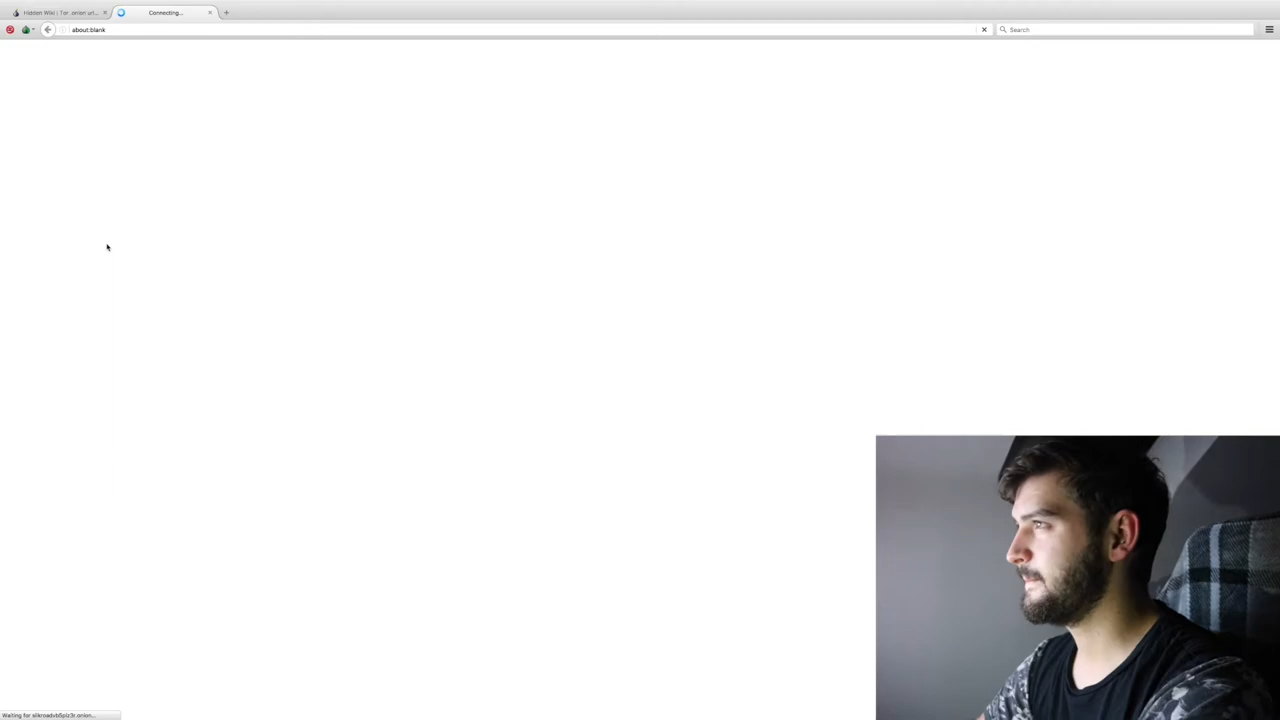 Hidden Wiki | Tor .onion url...
Connecting...
about:blank
Search
Waiting for silkroadvb5piz3r.onion...